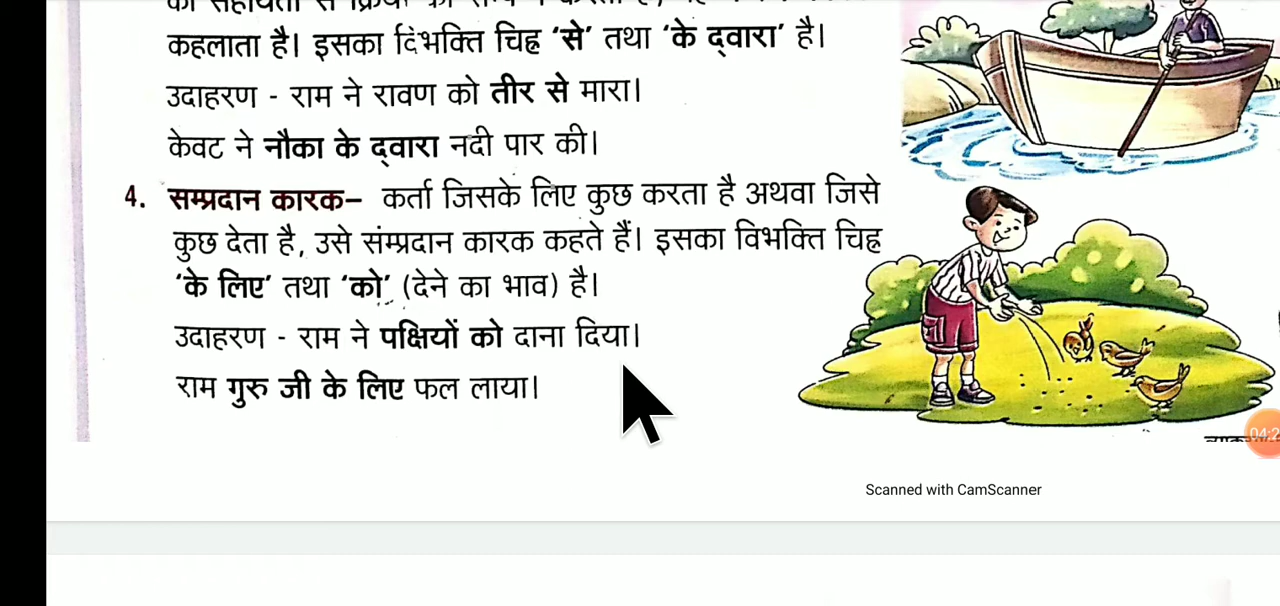 कहलाता है। इसका विभक्ति चिह्न ‘से’ तथा ‘के द्वारा’ है।
उदाहरण - राम ने रावण को तीर से मारा।
केवट ने नौका के द्वारा नदी पार की।
4. सम्प्रदान कारक– कर्ता जिसके लिए कुछ करता है अथवा जिसे
कुछ देता है, उसे संम्प्रदान कारक कहते हैं। इसका विभक्ति चिह्न
‘के लिए’ तथा ‘को’ (देने का भाव) है।
उदाहरण - राम ने पक्षियों को दाना दिया।
राम गुरु जी के लिए फल लाया।
Scanned with CamScanner